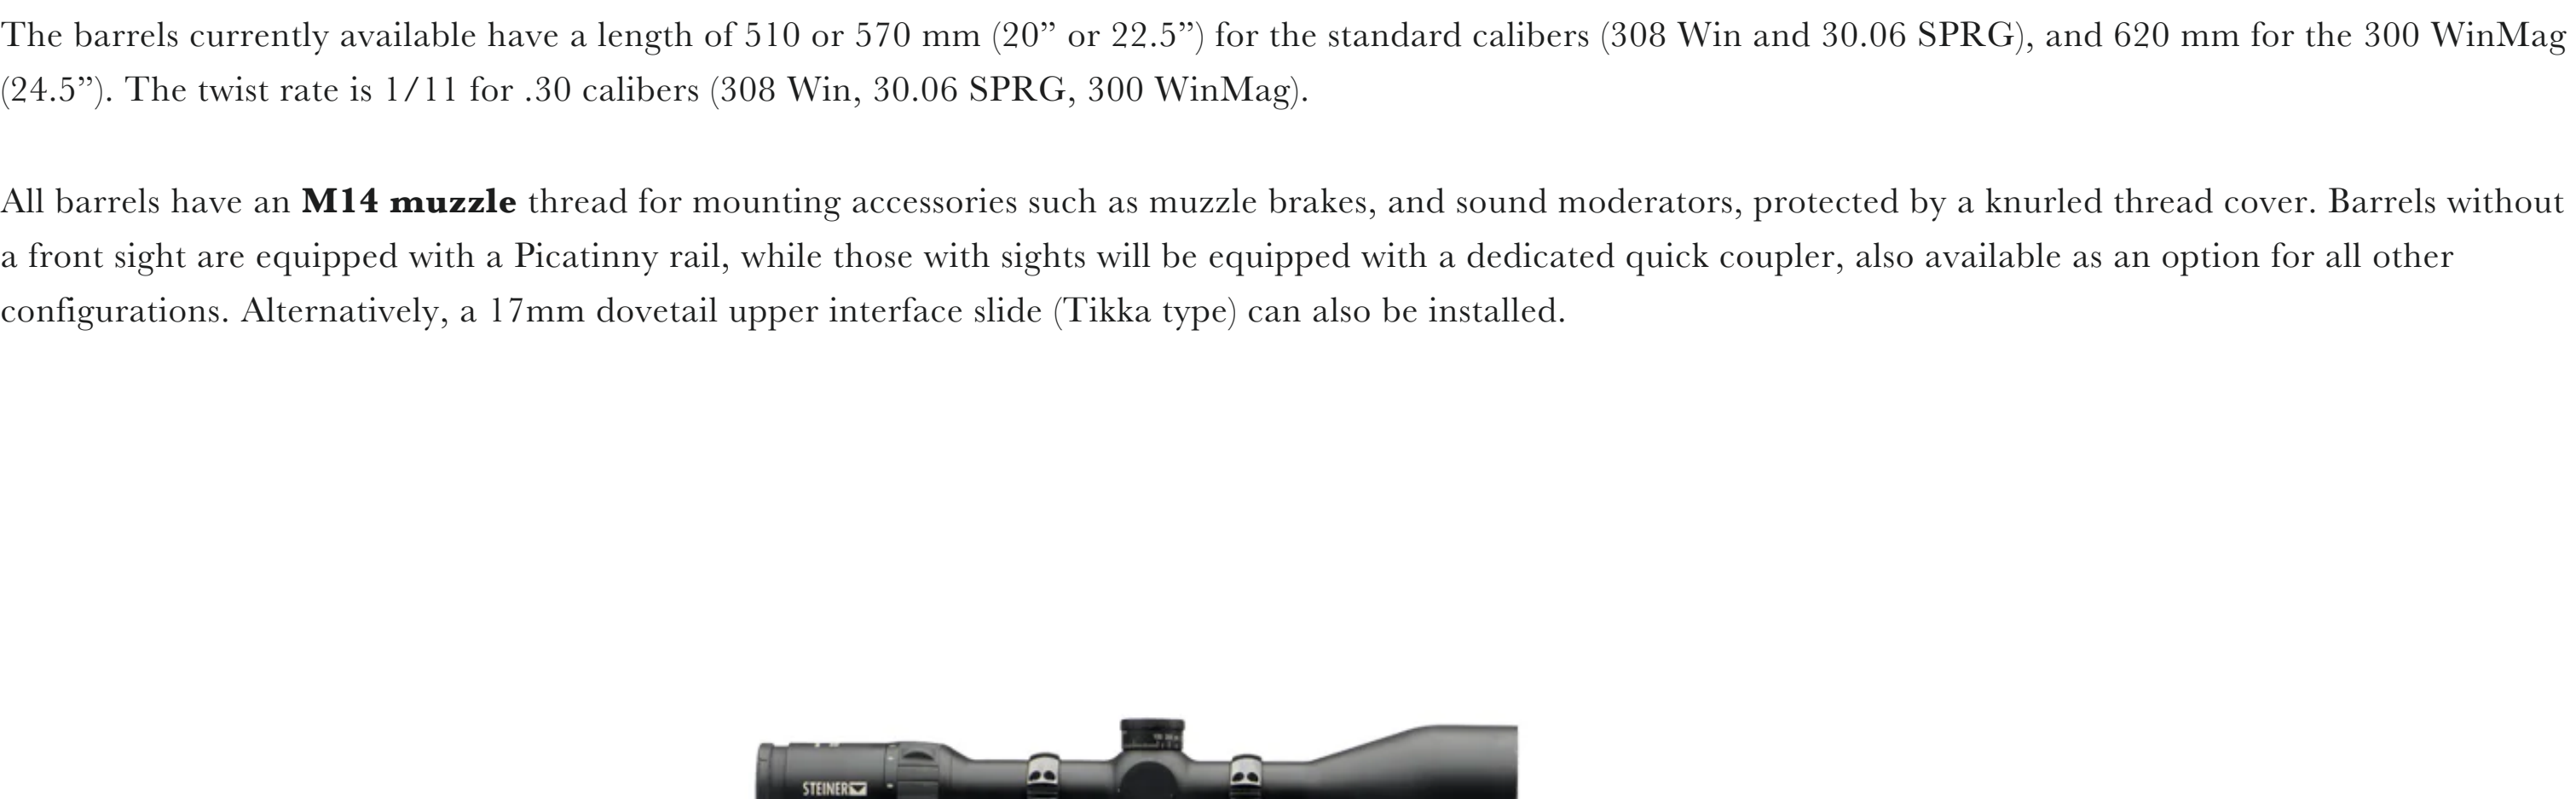 The barrels currently available have a length of 510 or 570 mm (20” or 22.5”) for the standard calibers (308 Win and 30.06 SPRG), and 620 mm for the 300 WinMag
(24.5”). The twist rate is 1/11 for .30 calibers (308 Win, 30.06 SPRG, 300 WinMag).
All barrels have an M14 muzzle thread for mounting accessories such as muzzle brakes, and sound moderators, protected by a knurled thread cover. Barrels without
a front sight are equipped with a Picatinny rail, while those with sights will be equipped with a dedicated quick coupler, also available as an option for all other
configurations. Alternatively, a 17mm dovetail upper interface slide (Tikka type) can also be installed.
STEINER